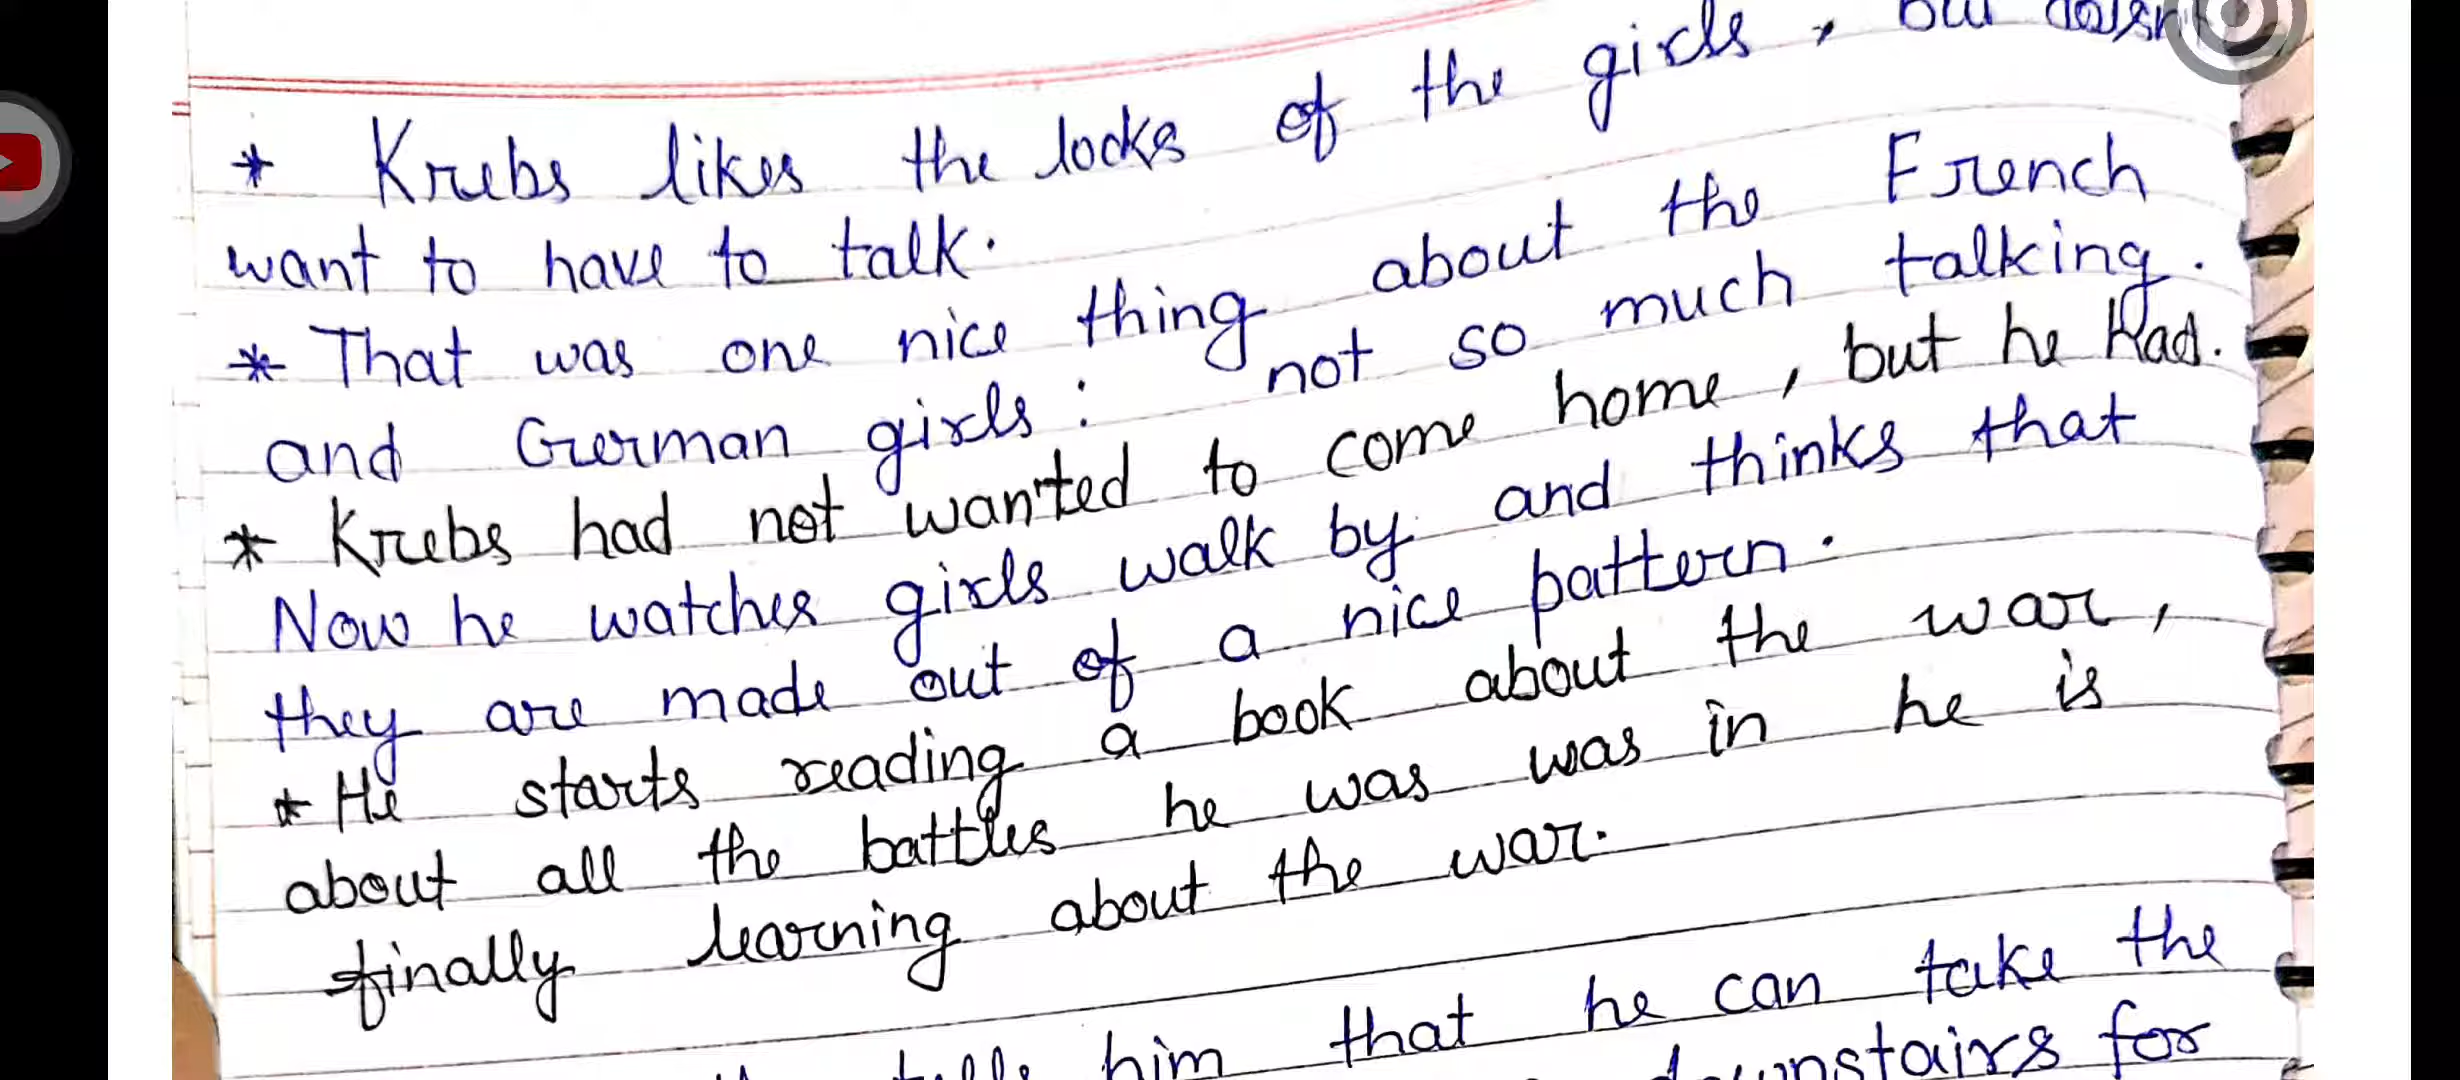 * Krebs likes the looks of the girls, but doesn't
want to have to talk.
* That was one nice thing about the French
and German girls: not so much talking.
* Krebs had not wanted to come home, but he had.
Now he watches girls walk by and thinks that
they are made out of a nice pattern.
* He starts reading a book about the war,
about all the battles he was was in he is
finally learning about the war.
him that he can take the
downstairs for